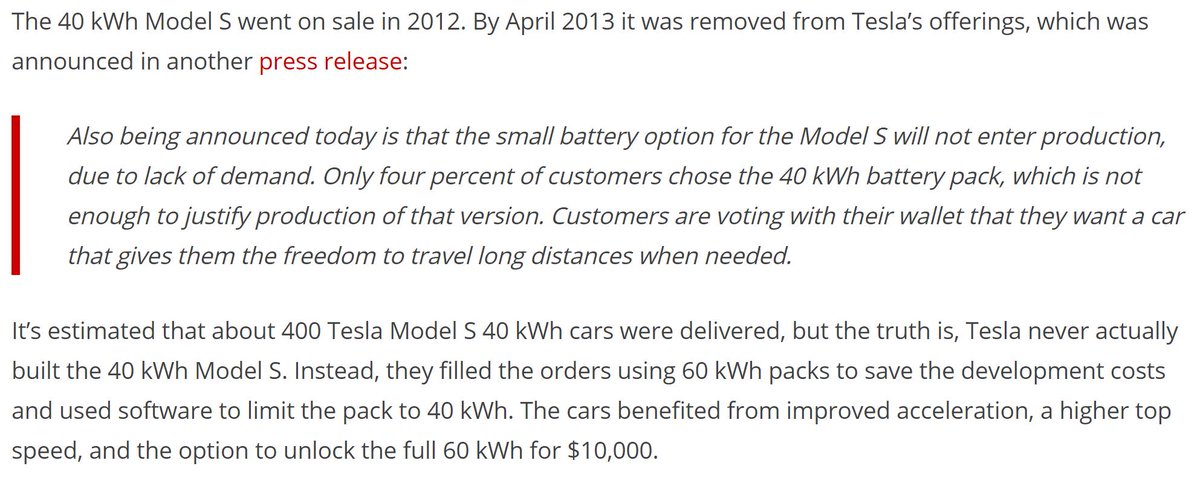 The 40 kWh Model S went on sale in 2012. By April 2013 it was removed from Tesla’s offerings, which was
announced in another press release:
Also being announced today is that the small battery option for the Model S will not enter production,
due to lack of demand. Only four percent of customers chose the 40 kWh battery pack, which is not
enough to justify production of that version. Customers are voting with their wallet that they want a car
that gives them the freedom to travel long distances when needed.
It’s estimated that about 400 Tesla Model S 40 kWh cars were delivered, but the truth is, Tesla never actually
built the 40 kWh Model S. Instead, they filled the orders using 60 kWh packs to save the development costs
and used software to limit the pack to 40 kWh. The cars benefited from improved acceleration, a higher top
speed, and the option to unlock the full 60 kWh for $10,000.